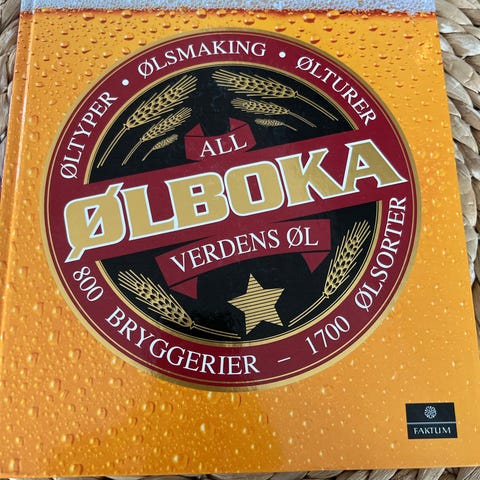 ØLTYPER · ØLSMAKING · ØLTURER
ALL
ØLBOKA
VERDENS ØL
800 BRYGGERIER – 1700 ØLSORTER
FAKTUM